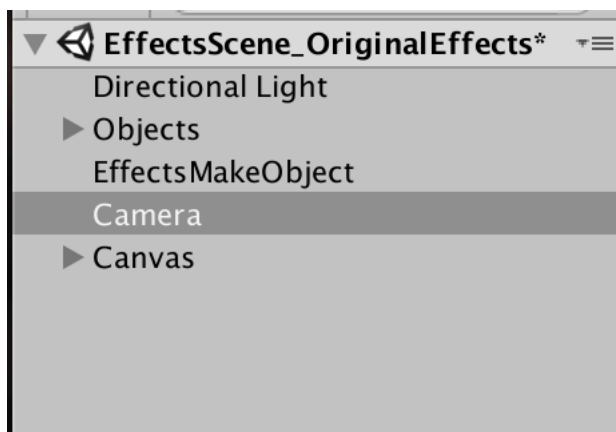 EffectsScene_OriginalEffects*
Directional Light
Objects
EffectsMakeObject
Camera
Canvas